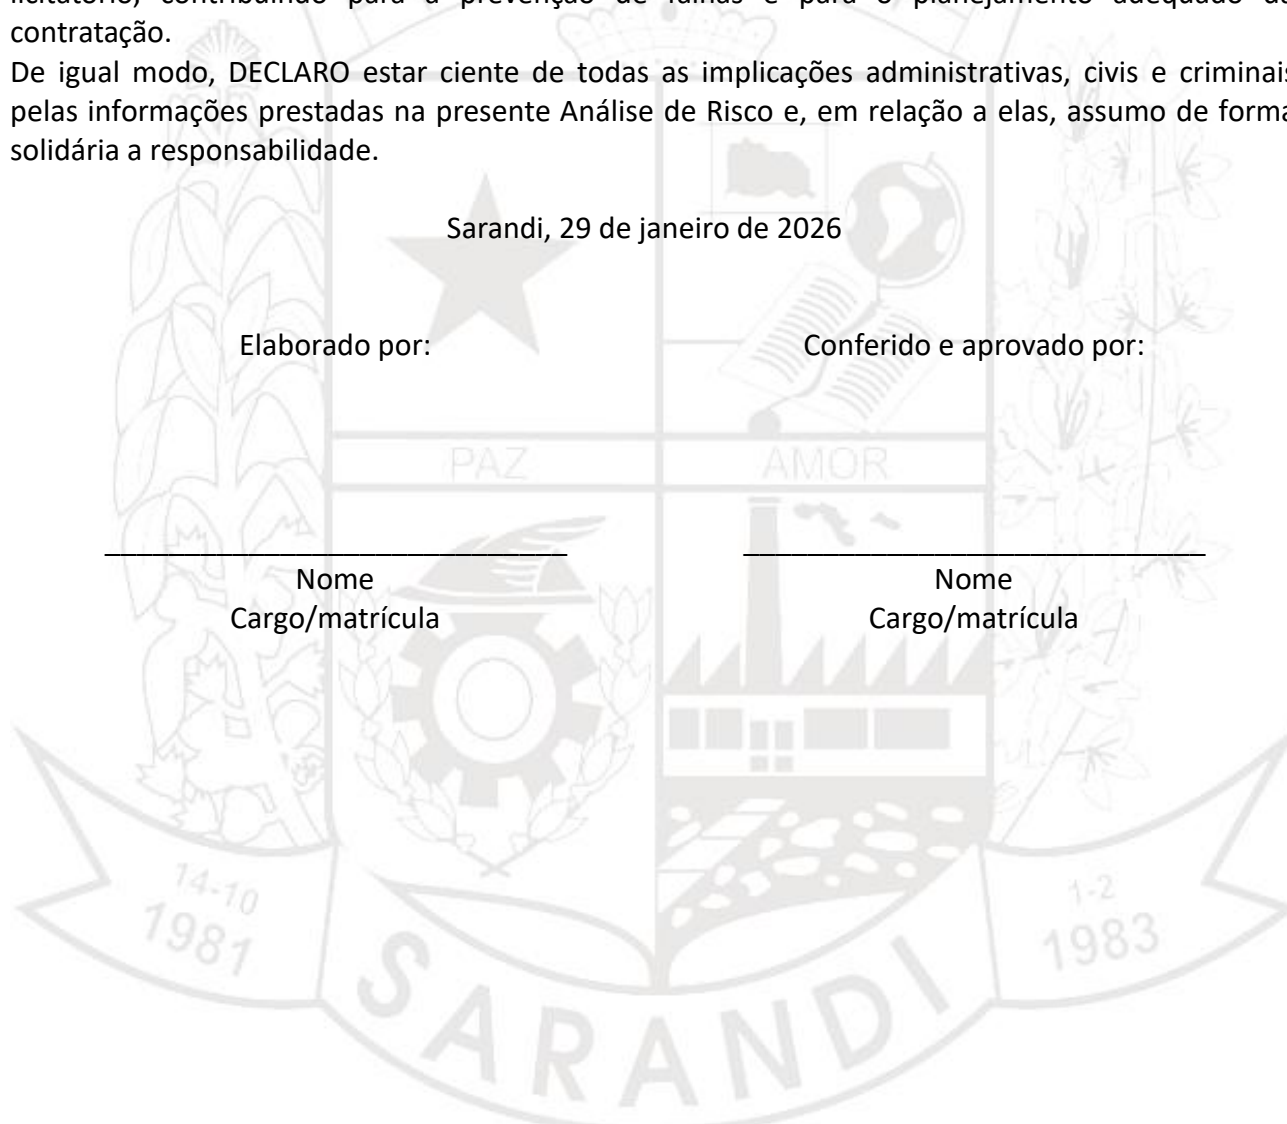 licitatório, contribuindo para a prevenção de falhas e para o planejamento adequado da
contratação.
De igual modo, DECLARO estar ciente de todas as implicações administrativas, civis e criminais
pelas informações prestadas na presente Análise de Risco e, em relação a elas, assumo de forma
solidária a responsabilidade.
Sarandi, 29 de janeiro de 2026
Elaborado por:
Conferido e aprovado por:
PAZ
AMOR
Nome
Cargo/matrícula
Nome
Cargo/matrícula
14-10
1981
1-2
1983
SARANDI